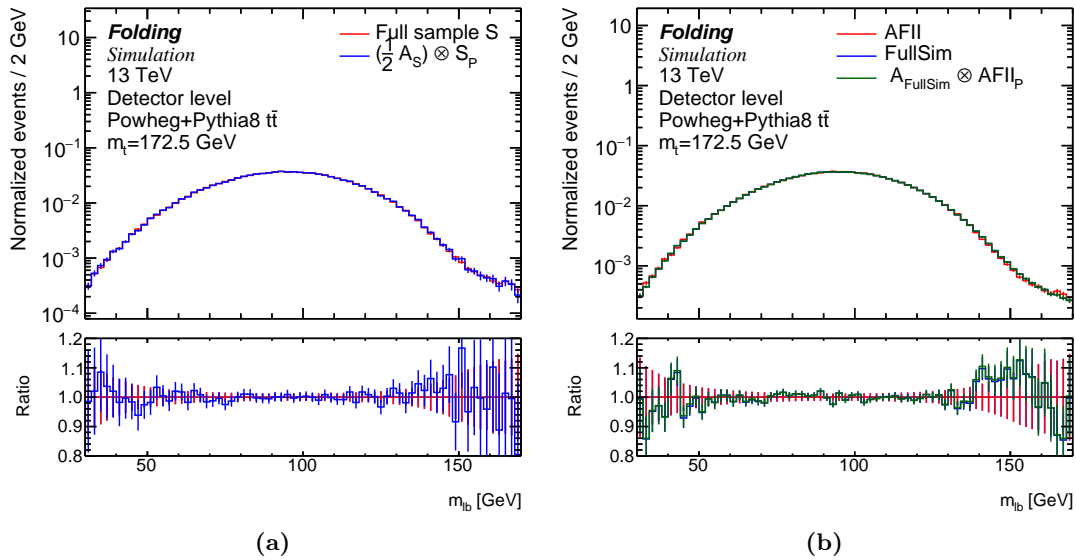 Normalized events / 2 GeV
10
1
10⁻¹
10⁻²
10⁻³
10⁻⁴
Folding
Simulation
13 TeV
Detector level
Powheg+Pythia8 tt̄
mₜ=172.5 GeV
Full sample S
(½ A_S) ⊗ S_P
Ratio
1.2
1.1
1.0
0.9
0.8
50 100 150
m_lb [GeV]
(a)
Normalized events / 2 GeV
10
1
10⁻¹
10⁻²
10⁻³
Folding
Simulation
13 TeV
Detector level
Powheg+Pythia8 tt̄
mₜ=172.5 GeV
AFII
FullSim
A_FullSim ⊗ AFII_P
Ratio
1.2
1.1
1.0
0.9
0.8
50 100 150
m_lb [GeV]
(b)